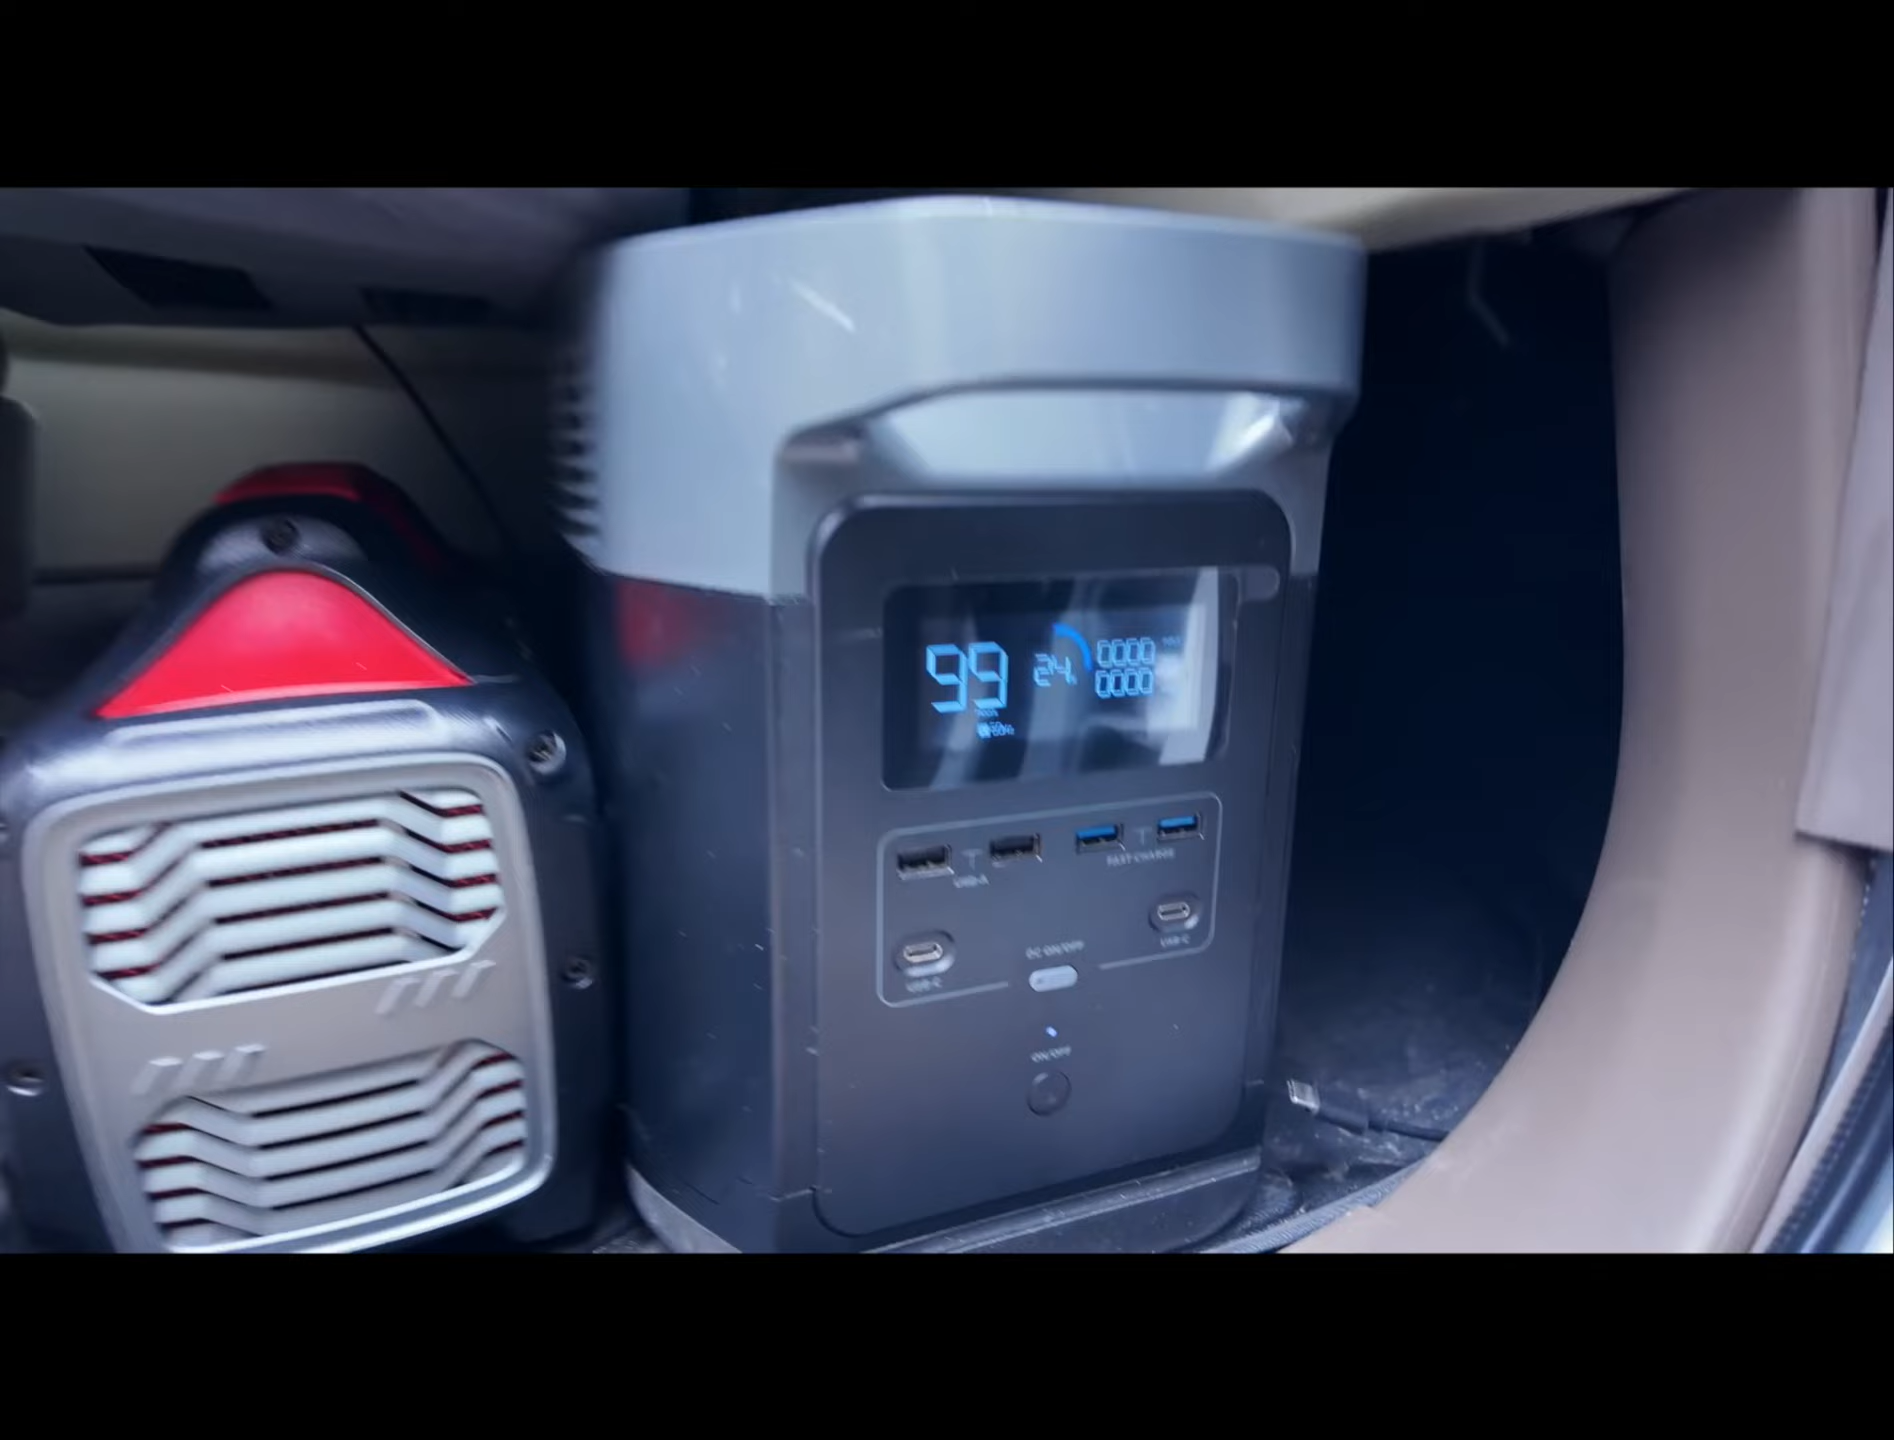 99
24
0000
0000
USB-A
FAST CHARGE
USB-C
USB-C
DC ON/OFF
ON/OFF